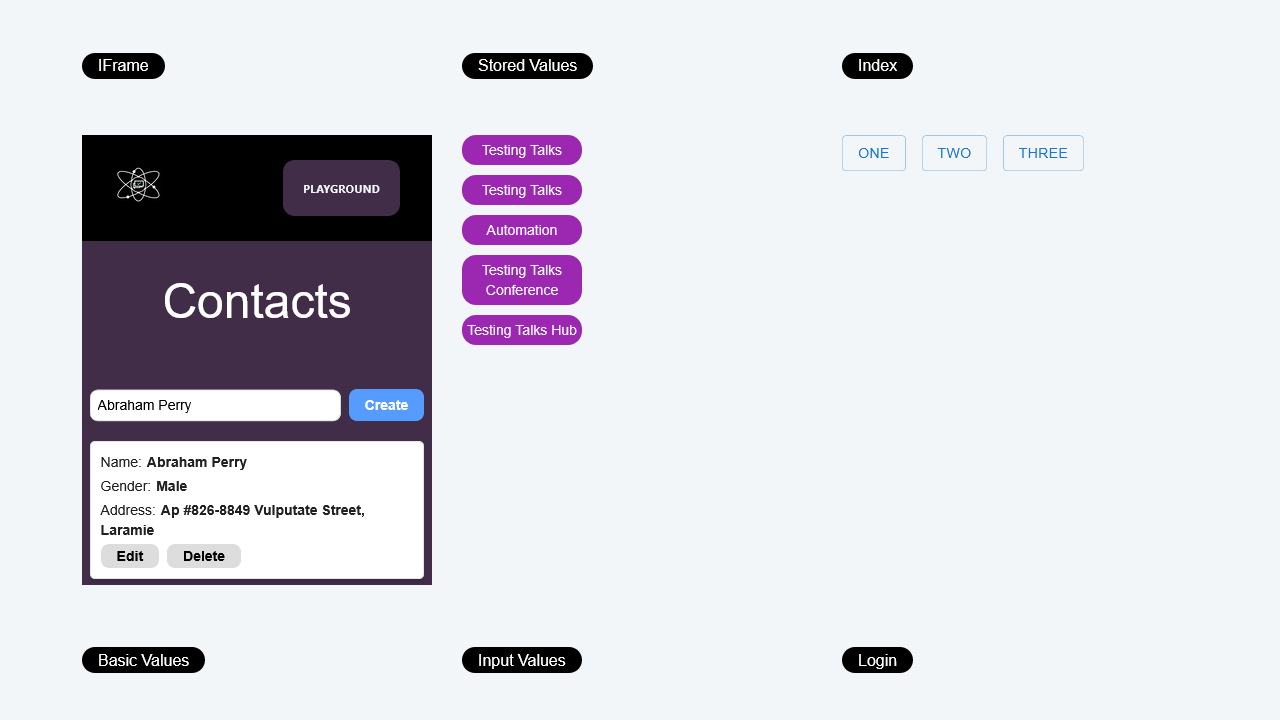 IFrame
Stored Values
Index
PLAYGROUND
Contacts
Abraham Perry
Create
Name: Abraham Perry
Gender: Male
Address: Ap #826-8849 Vulputate Street,
Laramie
Edit
Delete
Testing Talks
Testing Talks
Automation
Testing Talks
Conference
Testing Talks Hub
ONE
TWO
THREE
Basic Values
Input Values
Login